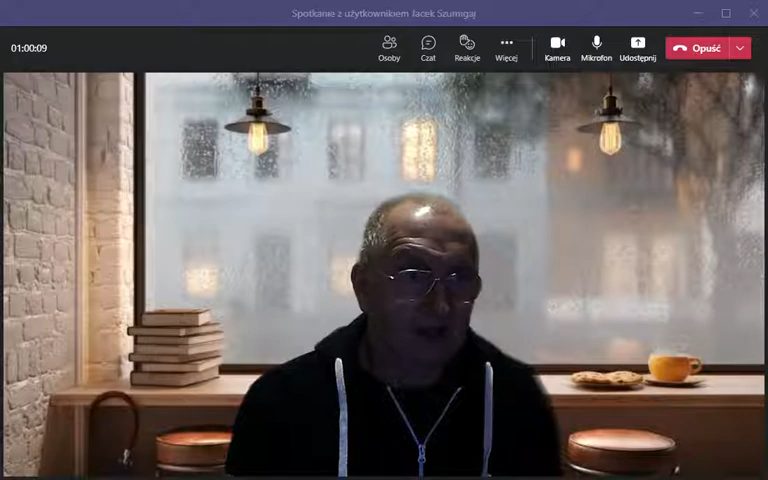 Spotkanie z użytkownikiem Jacek Szumigaj
01:00:09
Osoby Czat Reakcje Więcej Kamera Mikrofon Udostępnij Opuść